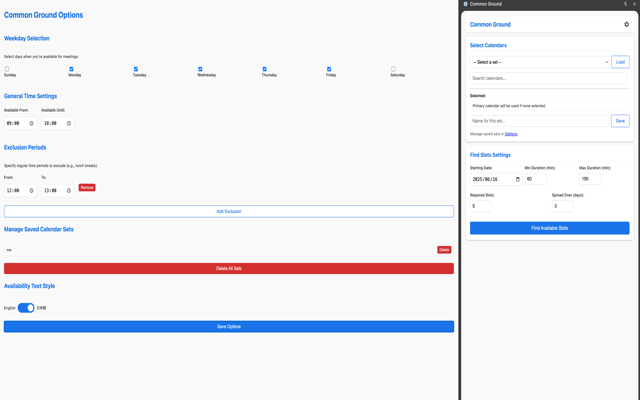 Common Ground Options
Weekday Selection
Select days when you're available for meetings:
Sunday
Monday
Tuesday
Wednesday
Thursday
Friday
Saturday
General Time Settings
Available From:
Available Until:
09:00
18:00
Exclusion Periods
Specify regular time periods to exclude (e.g., lunch breaks):
From:
To:
12:00
13:00
Remove
Add Exclusion
Manage Saved Calendar Sets
me
Delete
Delete All Sets
Availability Text Style
English
日本語
Save Options
Common Ground
Common Ground
Select Calendars
-- Select a set --
Load
Search calendars...
Selected:
Primary calendar will be used if none selected.
Name for this set...
Save
Manage saved sets in Options.
Find Slots Settings
Starting Date:
Min Duration (min):
Max Duration (min):
2025/06/16
60
Required Slots:
Spread Over (days):
5
3
Find Available Slots